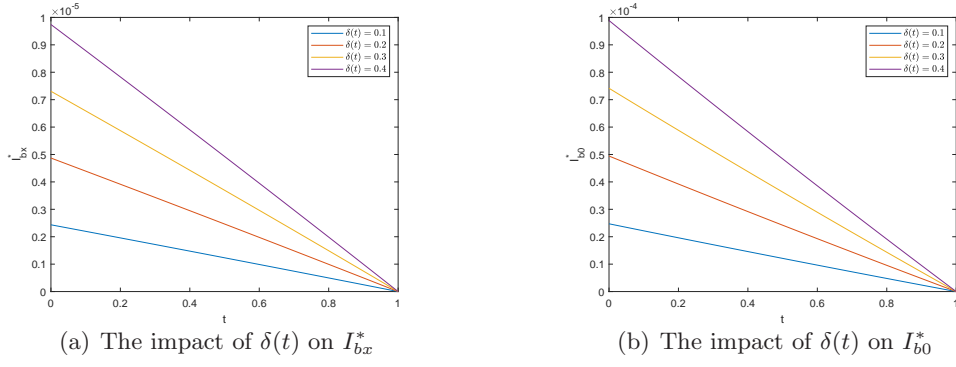 ×10⁻⁵
1
0.9
0.8
0.7
0.6
0.5
0.4
0.3
0.2
0.1
0
I*bx
δ(t) = 0.1
δ(t) = 0.2
δ(t) = 0.3
δ(t) = 0.4
0 0.2 0.4 0.6 0.8 1
t
(a) The impact of δ(t) on I*bx
×10⁻⁴
1
0.9
0.8
0.7
0.6
0.5
0.4
0.3
0.2
0.1
0
I*b0
δ(t) = 0.1
δ(t) = 0.2
δ(t) = 0.3
δ(t) = 0.4
0 0.2 0.4 0.6 0.8 1
t
(b) The impact of δ(t) on I*b0